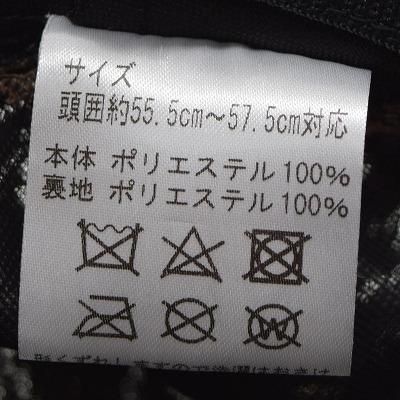 サイズ
頭囲約55.5cm～57.5cm対応
本体 ポリエステル100%
裏地 ポリエステル100%
W